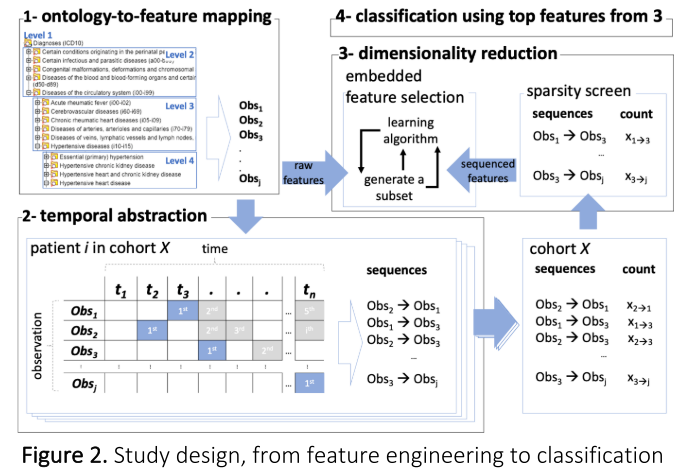 1- ontology-to-feature mapping
Level 1
Diagnoses (ICD10)
Certain conditions originating in the perinatal
Level 2
Certain infectious and parasitic diseases
Congenital malformations, deformations and chromosomal
Diseases of the blood and blood-forming organs and certain
(d50-d89)
Diseases of the circulatory system (i00-i99)
Level 3
Acute rheumatic fever (i00-i02)
Cerebrovascular diseases (i60-i69)
Chronic rheumatic heart diseases (i05-i09)
Diseases of arteries, arterioles and capillaries (i70-i79)
Diseases of veins, lymphatic vessels and lymph nodes,
Hypertensive diseases (i10-i15)
Level 4
Essential (primary) hypertension
Hypertensive chronic kidney disease
Hypertensive heart and chronic kidney disease
Hypertensive heart disease
Obs1
Obs2
Obs3
.
.
.
Obsj
raw
features
4- classification using top features from 3
3- dimensionality reduction
embedded
feature selection
learning
algorithm
generate a
subset
sequenced
features
sparsity screen
sequences count
Obs1 → Obs3 x1→3
...
Obs3 → Obsj x3→j
2- temporal abstraction
patient i in cohort X
time
t1 t2 t3 . . . tn
observation
Obs1 1st 2nd ... 5th
Obs2 1st 2nd 3rd ... jth
Obs3 1st 2nd ...
Obsj ... 1st
sequences
Obs2 → Obs1
Obs1 → Obs3
Obs2 → Obs3
...
Obs3 → Obsj
cohort X
sequences count
Obs2 → Obs1 x2→1
Obs1 → Obs3 x1→3
Obs2 → Obs3 x2→3
...
Obs3 → Obsj x3→j
Figure 2. Study design, from feature engineering to classification